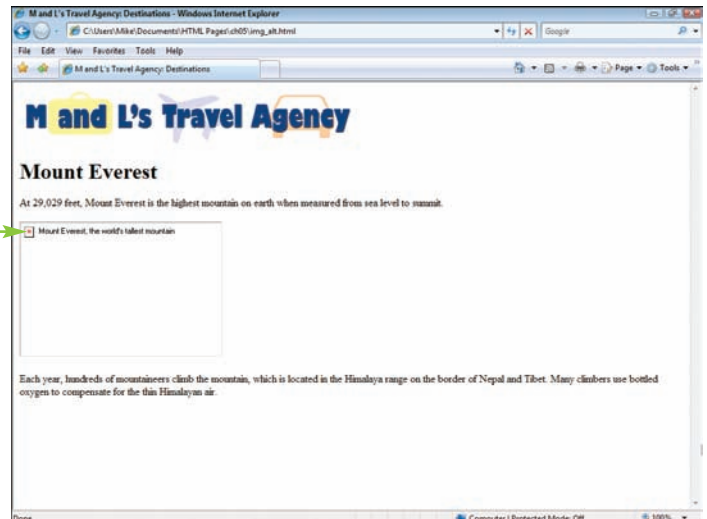 M and L's Travel Agency: Destinations - Windows Internet Explorer
C:\Users\Mike\Documents\HTML Pages\ch05\img_alt.html
Google
File Edit View Favorites Tools Help
M and L's Travel Agency: Destinations
Page Tools
M and L's Travel Agency
Mount Everest
At 29,029 feet, Mount Everest is the highest mountain on earth when measured from sea level to summit.
Mount Everest, the world's tallest mountain
Each year, hundreds of mountaineers climb the mountain, which is located in the Himalaya range on the border of Nepal and Tibet. Many climbers use bottled
oxygen to compensate for the thin Himalayan air.
Done
Computer | Protected Mode: Off
100%